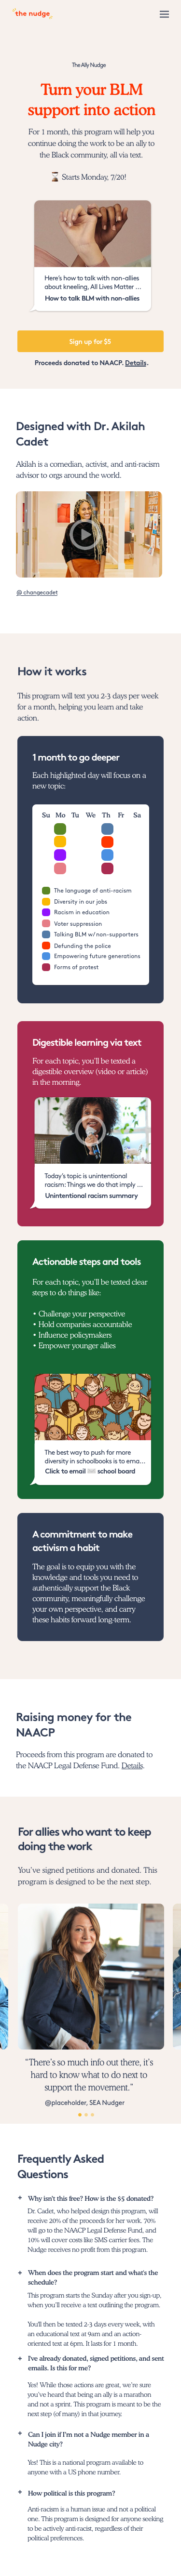 the nudge
The Ally Nudge
Turn your BLM
support into action
For 1 month, this program will help you
continue doing the work to be an ally to
the Black community, all via text.
⌛ Starts Monday, 7/20!
Here's how to talk with non-allies
about kneeling, All Lives Matter ...
How to talk BLM with non-allies
Sign up for $5
Proceeds donated to NAACP. Details.
Designed with Dr. Akilah
Cadet
Akilah is a comedian, activist, and anti-racism
advisor to orgs around the world.
@ changecadet
How it works
This program will text you 2-3 days per week
for a month, helping you learn and take
action.
1 month to go deeper
Each highlighted day will focus on a
new topic:
Su Mo Tu We Th Fr Sa
The language of anti-racism
Diversity in our jobs
Racism in education
Voter suppression
Talking BLM w/ non-supporters
Defunding the police
Empowering future generations
Forms of protest
Digestible learning via text
For each topic, you'll be texted a
digestible overview (video or article)
in the morning.
Today's topic is unintentional
racism: Things we do that imply ...
Unintentional racism summary
Actionable steps and tools
For each topic, you'll be texted clear
steps to do things like:
• Challenge your perspective
• Hold companies accountable
• Influence policymakers
• Empower younger allies
The best way to push for more
diversity in schoolbooks is to ema...
Click to email 📖 school board
A commitment to make
activism a habit
The goal is to equip you with the
knowledge and tools you need to
authentically support the Black
community, meaningfully challenge
your own perspective, and carry
these habits forward long-term.
Raising money for the
NAACP
Proceeds from this program are donated to
the NAACP Legal Defense Fund. Details.
For allies who want to keep
doing the work
You've signed petitions and donated. This
program is designed to be the next step.
"There's so much info out there, it's
hard to know what to do next to
support the movement."
@placeholder, SEA Nudger
Frequently Asked
Questions
+ Why isn't this free? How is the $5 donated?
Dr. Cadet, who helped design this program, will
receive 20% of the proceeds for her work. 70%
will go to the NAACP Legal Defense Fund, and
10% will cover costs like SMS carrier fees. The
Nudge receives no profit from this program.
+ When does the program start and what's the
schedule?
This program starts the Sunday after you sign-up,
when you'll receive a text outlining the program.
You'll then be texted 2-3 days every week, with
an educational text at 9am and an action-
oriented text at 6pm. It lasts for 1 month.
+ I've already donated, signed petitions, and sent
emails. Is this for me?
Yes! While those actions are great, we're sure
you've heard that being an ally is a marathon
and not a sprint. This program is meant to be the
next step (of many) in that journey.
+ Can I join if I'm not a Nudge member in a
Nudge city?
Yes! This is a national program available to
anyone with a US phone number.
+ How political is this program?
Anti-racism is a human issue and not a political
one. This program is designed for anyone seeking
to be actively anti-racist, regardless of their
political preferences.